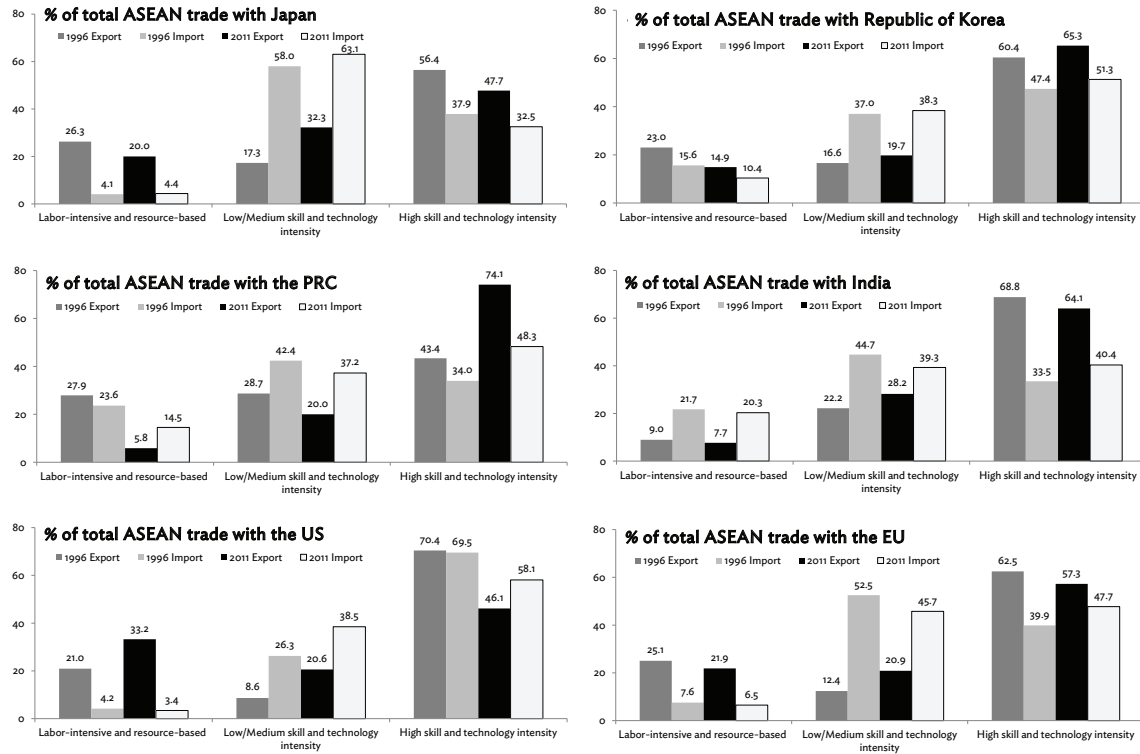 % of total ASEAN trade with Japan
1996 Export 1996 Import 2011 Export 2011 Import
80
60
40
20
0
26.3
4.1
20.0
4.4
17.3
58.0
32.3
63.1
56.4
37.9
47.7
32.5
Labor-intensive and resource-based
Low/Medium skill and technology
intensity
High skill and technology intensity
% of total ASEAN trade with Republic of Korea
1996 Export 1996 Import 2011 Export 2011 Import
80
60
40
20
0
23.0
15.6
14.9
10.4
16.6
37.0
19.7
38.3
60.4
47.4
65.3
51.3
Labor-intensive and resource-based
Low/Medium skill and technology
intensity
High skill and technology intensity
% of total ASEAN trade with the PRC
1996 Export 1996 Import 2011 Export 2011 Import
80
60
40
20
0
27.9
23.6
5.8
14.5
28.7
42.4
20.0
37.2
43.4
34.0
74.1
48.3
Labor-intensive and resource-based
Low/Medium skill and technology
intensity
High skill and technology intensity
% of total ASEAN trade with India
1996 Export 1996 Import 2011 Export 2011 Import
80
60
40
20
0
9.0
21.7
7.7
20.3
22.2
44.7
28.2
39.3
68.8
33.5
64.1
40.4
Labor-intensive and resource-based
Low/Medium skill and technology
intensity
High skill and technology intensity
% of total ASEAN trade with the US
1996 Export 1996 Import 2011 Export 2011 Import
80
60
40
20
0
21.0
4.2
33.2
3.4
8.6
26.3
20.6
38.5
70.4
69.5
46.1
58.1
Labor-intensive and resource-based
Low/Medium skill and technology
intensity
High skill and technology intensity
% of total ASEAN trade with the EU
1996 Export 1996 Import 2011 Export 2011 Import
80
60
40
20
0
25.1
7.6
21.9
6.5
12.4
52.5
20.9
45.7
62.5
39.9
57.3
47.7
Labor-intensive and resource-based
Low/Medium skill and technology
intensity
High skill and technology intensity